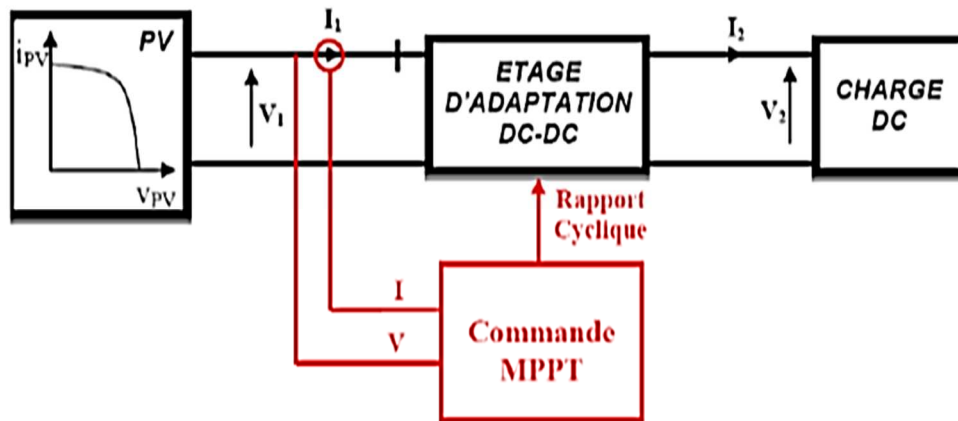 PV
iPV
VPV
V1
I1
ETAGE
D'ADAPTATION
DC-DC
I2
V2
CHARGE
DC
Rapport
Cyclique
I
V
Commande
MPPT